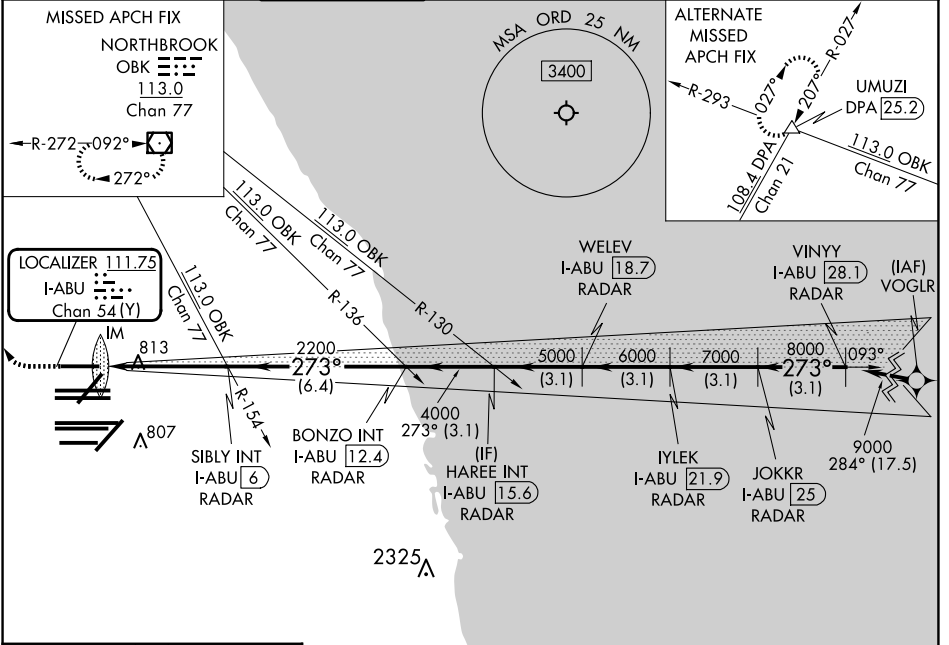 MISSED APCH FIX
NORTHBROOK
OBK
113.0
Chan 77
R-272
092°
272°
MSA ORD 25 NM
3400
ALTERNATE
MISSED
APCH FIX
R-027
027°
207°
R-293
UMUZI
DPA 25.2
113.0 OBK
Chan 77
108.4 DPA
Chan 21
113.0 OBK
Chan 77
113.0 OBK
Chan 77
113.0 OBK
Chan 77
R-136
R-130
R-154
LOCALIZER 111.75
I-ABU
Chan 54 (Y)
IM
813
807
2200
273°
(6.4)
4000
273° (3.1)
5000
(3.1)
6000
(3.1)
7000
(3.1)
8000
273°
(3.1)
093°
9000
284° (17.5)
WELEV
I-ABU 18.7
RADAR
VINYY
I-ABU 28.1
RADAR
(IAF)
VOGLR
SIBLY INT
I-ABU 6
RADAR
BONZO INT
I-ABU 12.4
RADAR
(IF)
HAREE INT
I-ABU 15.6
RADAR
IYLEK
I-ABU 21.9
RADAR
JOKKR
I-ABU 25
RADAR
2325